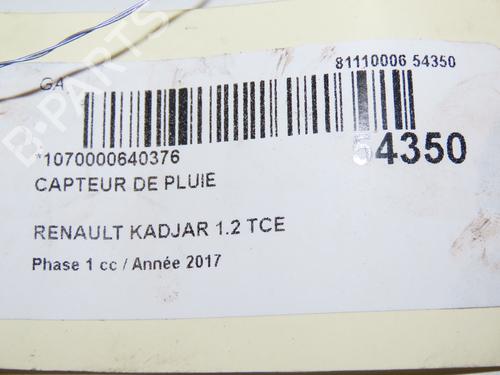 81110006 54350
GA
*1070000640376
54350
CAPTEUR DE PLUIE
RENAULT KADJAR 1.2 TCE
Phase 1 cc / Année 2017
B-PARTS